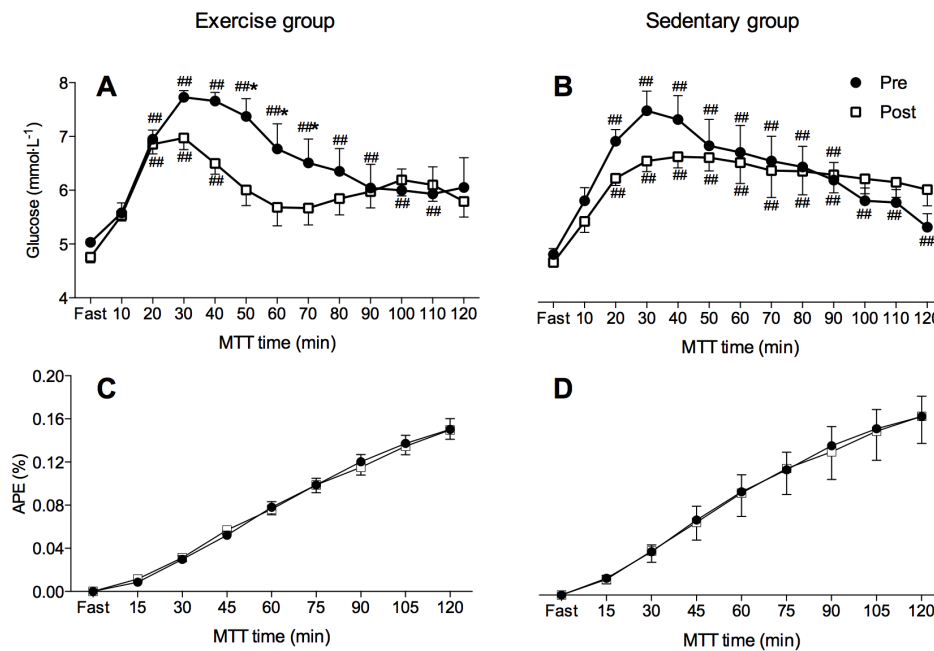 Exercise group
Sedentary group
A
B
Glucose (mmol·L⁻¹)
8
7
6
5
4
## ## ## ##* ##* ##* ## ##
## ## ## ## ##
## ## ## ## ## ## ## ##
## ## ## ## ## ## ## ## ## ##
Pre
Post
Fast 10 20 30 40 50 60 70 80 90 100 110 120
MTT time (min)
Fast 10 20 30 40 50 60 70 80 90 100 110 120
MTT time (min)
C
D
APE (%)
0.20
0.16
0.12
0.08
0.04
0.00
Fast 15 30 45 60 75 90 105 120
MTT time (min)
Fast 15 30 45 60 75 90 105 120
MTT time (min)